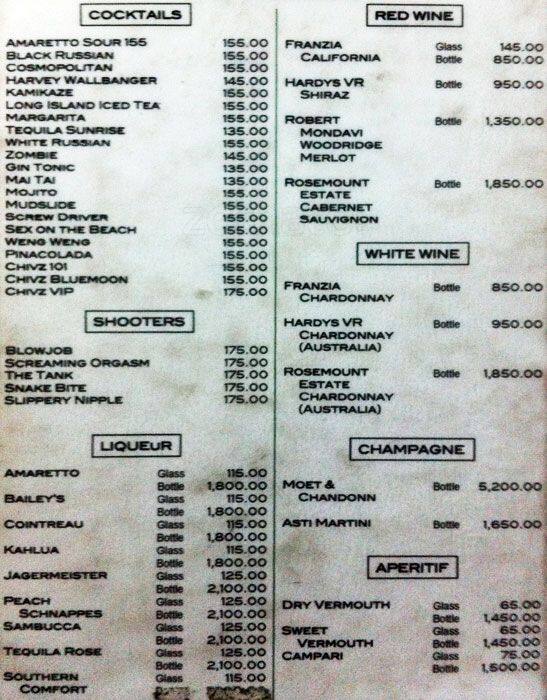 COCKTAILS
AMARETTO SOUR 155 155.00
BLACK RUSSIAN 155.00
COSMOPOLITAN 155.00
HARVEY WALLBANGER 145.00
KAMIKAZE 155.00
LONG ISLAND ICED TEA 155.00
MARGARITA 155.00
TEQUILA SUNRISE 135.00
WHITE RUSSIAN 155.00
ZOMBIE 145.00
GIN TONIC 135.00
MAI TAI 135.00
MOJITO 155.00
MUDSLIDE 155.00
SCREW DRIVER 155.00
SEX ON THE BEACH 155.00
WENG WENG 155.00
PINACOLADA 155.00
CHIVZ 101 155.00
CHIVZ BLUEMOON 155.00
CHIVZ VIP 175.00
SHOOTERS
BLOWJOB 175.00
SCREAMING ORGASM 175.00
THE TANK 175.00
SNAKE BITE 175.00
SLIPPERY NIPPLE 175.00
LIQUEUR
AMARETTO Glass 115.00
Bottle 1,800.00
BAILEY'S Glass 115.00
Bottle 1,800.00
COINTREAU Glass 115.00
Bottle 1,800.00
KAHLUA Glass 115.00
Bottle 1,800.00
JAGERMEISTER Glass 125.00
Bottle 2,100.00
PEACH Glass 125.00
SCHNAPPES Bottle 2,100.00
SAMBUCCA Glass 125.00
Bottle 2,100.00
TEQUILA ROSE Glass 125.00
Bottle 2,100.00
SOUTHERN Glass 115.00
COMFORT
RED WINE
FRANZIA Glass 145.00
CALIFORNIA Bottle 850.00
HARDYS VR Bottle 950.00
SHIRAZ
ROBERT Bottle 1,350.00
MONDAVI
WOODRIDGE
MERLOT
ROSEMOUNT Bottle 1,850.00
ESTATE
CABERNET
SAUVIGNON
WHITE WINE
FRANZIA Bottle 850.00
CHARDONNAY
HARDYS VR Bottle 950.00
CHARDONNAY
(AUSTRALIA)
ROSEMOUNT Bottle 1,850.00
ESTATE
CHARDONNAY
(AUSTRALIA)
CHAMPAGNE
MOET & Bottle 5,200.00
CHANDONN
ASTI MARTINI Bottle 1,650.00
APERITIF
DRY VERMOUTH Glass 65.00
Bottle 1,450.00
SWEET Glass 65.00
VERMOUTH Bottle 1,450.00
CAMPARI Glass 75.00
Bottle 1,500.00